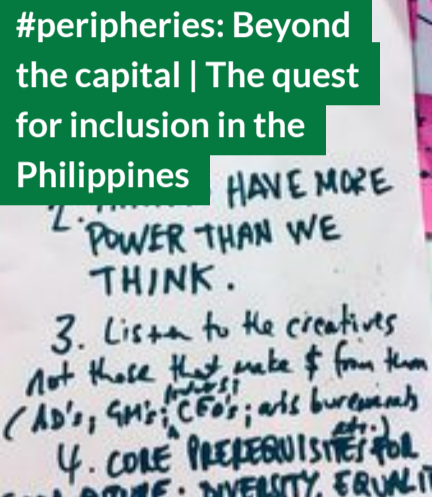 #peripheries: Beyond
the capital | The quest
for inclusion in the
Philippines
2. HAVE MORE
POWER THAN WE
THINK.
3. Listen to the creatives
not those that make $ from them
(AD's, GM's, CEO's; arts bureaucrats
etc.)
4. CORE PREREQUISITES FOR
: DIVERSITY, EQUALIT